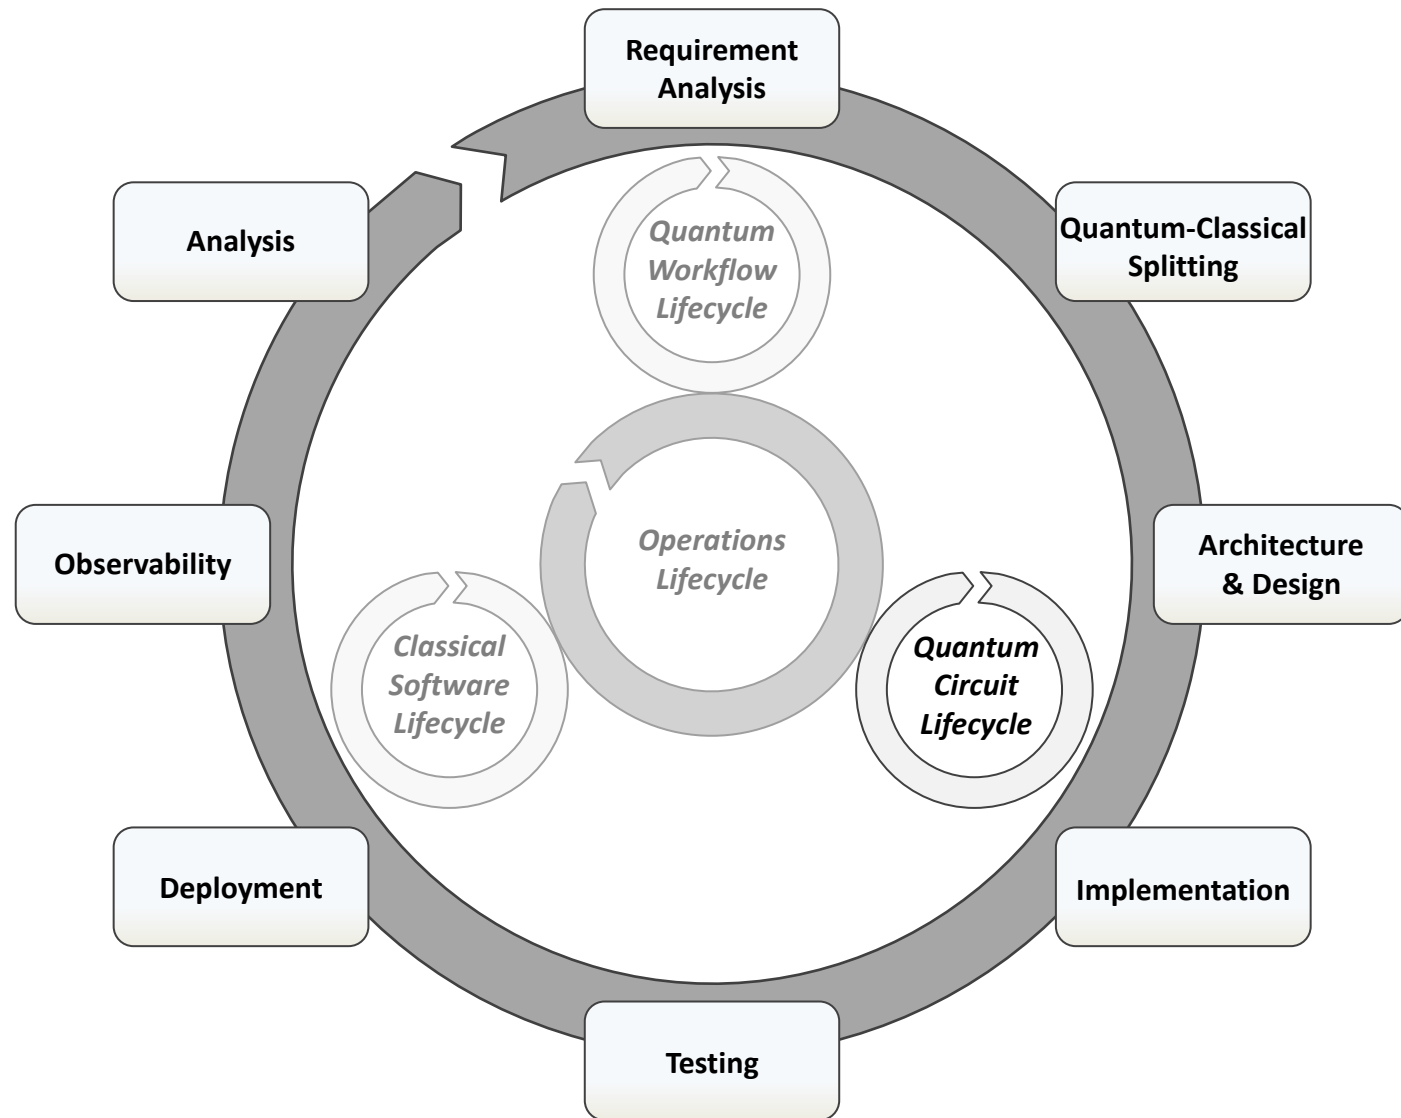 Requirement
Analysis
Quantum-Classical
Splitting
Architecture
& Design
Implementation
Testing
Deployment
Observability
Analysis
Quantum
Workflow
Lifecycle
Operations
Lifecycle
Classical
Software
Lifecycle
Quantum
Circuit
Lifecycle